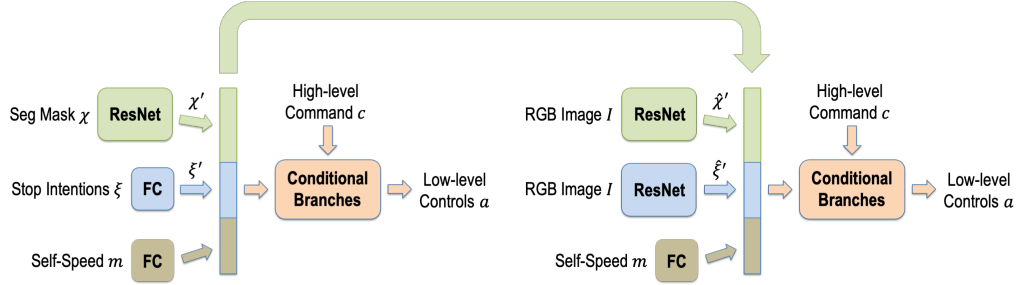 Seg Mask χ
ResNet
χ′
High-level
Command c
Stop Intentions ξ
FC
ξ′
Conditional
Branches
Low-level
Controls a
Self-Speed m
FC
RGB Image I
ResNet
χ̂′
High-level
Command c
RGB Image I
ResNet
ξ̂′
Conditional
Branches
Low-level
Controls a
Self-Speed m
FC